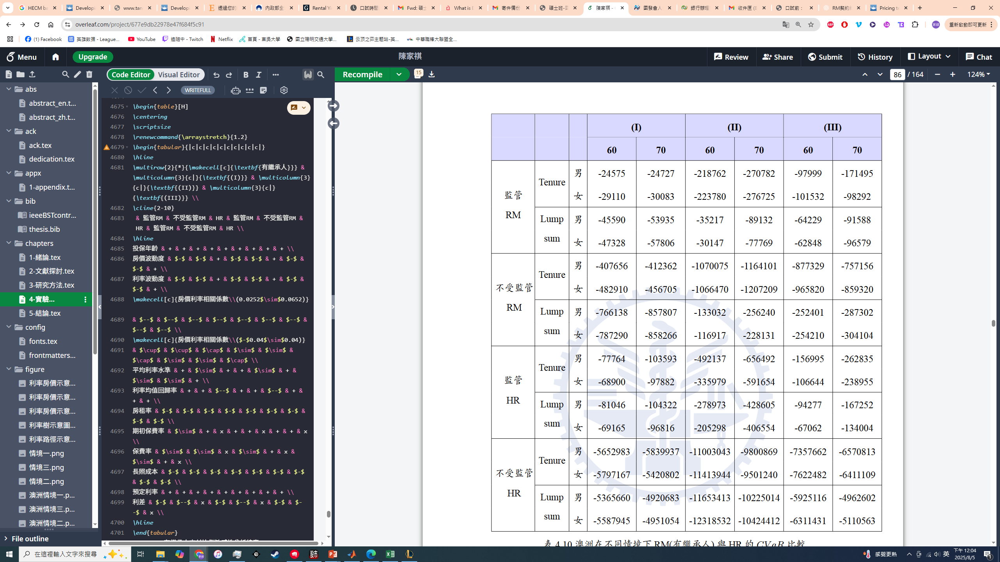 HECM ba
Developi
www.tan
Developi
透過您的
內政部全
Rental Yi
口試時間
Fwd: 碩士
What is E
寄件備份
碩士班-國
陳家祺 -
國發會人
銀行辦理
收件匣 (8
口試前：
RM契約終
Pricing te
overleaf.com/project/677e9db22978e47f684f5c91
重新啟動即可更新
(1) Facebook
英雄数据 - League...
YouTube
追隨中 - Twitch
Netflix
首頁 - 東吳大學
國立陽明交通大學...
云顶之弈主题站-英...
中華職棒大聯盟全...
Menu
Upgrade
陳家祺
Review
Share
Submit
History
Layout
Chat
Code Editor
Visual Editor
Recompile
15
86 / 164
124%
WRITEFULL
abs
abstract_en.t...
abstract_zh.t...
ack
ack.tex
dedication.tex
appx
1-appendix.t...
bib
ieeeBSTcontr...
thesis.bib
chapters
1-緒論.tex
2-文獻探討.tex
3-研究方法.tex
4-實驗...
5-結論.tex
config
fonts.tex
frontmatters...
figure
利率房價示意...
利率房價示意...
利率房價示意...
利率樹示意圖...
利率路徑示意...
情境一.png
情境三.png
情境二.png
澳洲情境一.p...
澳洲情境三.p...
澳洲情境二.p...
File outline
4675 \begin{table}[H]
4676 \centering
4677 \scriptsize
4678 \renewcommand{\arraystretch}{1.2}
4679 \begin{tabular}{|c|c|c|c|c|c|c|c|c|c|}
4680 \hline
4681 \multirow{2}{*}{\makecell[c]{\textbf{有繼承人}}} &
\multicolumn{3}{c|}{\textbf{(I)}} & \multicolumn{3}
{c|}{\textbf{(II)}} & \multicolumn{3}{c|}
{\textbf{(III)}} \\
4682 \cline{2-10}
4683 & 監管RM & 不受監管RM & HR & 監管RM & 不受監管RM &
HR & 監管RM & 不受監管RM & HR \\
4684 \hline
4685 投保年齡 & + & + & + & + & + & + & + & + & + \\
4686 房價波動度 & $-$ & $-$ & + & $-$ & $-$ & + & $-$ &
$-$ & + \\
4687 利率波動度 & $-$ & $-$ & + & $-$ & $-$ & + & $-$ &
$-$ & + \\
4688 \makecell[c]{房價利率相關係數\\(0.0252$\sim$0.0652)}
4689 & $--$ & $--$ & $--$ & $--$ & $--$ & $--$ & $--$ &
$--$ & $--$ \\
4690 \makecell[c]{房價利率相關係數\\($-$0.04$\sim$0.04)}
4691 & $\cup$ & $\cup$ & $\cap$ & $\sim$ & $\sim$ &
$\cap$ & $\sim$ & $\sim$ & $\cap$ \\
4692 平均利率水準 & + & $\sim$ & + & + & $\sim$ & + &
$\sim$ & $\sim$ & + \\
4693 利率均值回歸率 & + & + & $--$ & + & + & $--$ & + &
+ & + \\
4694 房租率 & $-$ & $-$ & $-$ & $-$ & $-$ & $-$ & $-$ &
$-$ & $-$ \\
4695 期初保費率 & $\sim$ & + & x & + & + & x & + & + & x
\\
4696 保費率 & $\sim$ & $\sim$ & x & $\sim$ & + & x &
$\sim$ & + & x \\
4697 長照成本 & $-$ & $-$ & $-$ & $-$ & $-$ & $-$ & $-$
& $-$ & $-$ \\
4698 預定利率 & + & + & + & + & + & + & + & + & + \\
4699 利差 & $-$ & $--$ & x & $-$ & $--$ & x & $-$ & $-
-$ & x \\
4700 \hline
4701 \end{tabular}
(I) (II) (III)
60 70 60 70 60 70
監管 RM
Tenure
男 -24575 -24727 -218762 -270782 -97999 -171495
女 -29110 -30083 -223780 -276725 -101532 -98292
Lump sum
男 -45590 -53935 -35217 -89132 -64229 -91588
女 -47328 -57806 -30147 -77769 -62848 -96579
不受監管 RM
Tenure
男 -407656 -412362 -1070075 -1164101 -877329 -757156
女 -482910 -456705 -1066470 -1207209 -965820 -859320
Lump sum
男 -766138 -857807 -133032 -256240 -252401 -287302
女 -787290 -858266 -116917 -228131 -254210 -304104
監管 HR
Tenure
男 -77764 -103593 -492137 -656492 -156995 -262835
女 -68900 -97882 -335979 -591654 -106644 -238955
Lump sum
男 -81046 -104322 -278973 -428605 -94277 -167252
女 -69165 -96816 -205298 -406554 -67062 -134004
不受監管 HR
Tenure
男 -5652983 -5839937 -11003043 -9800869 -7357662 -6570813
女 -5797167 -5420802 -11413944 -9501240 -7622482 -6411109
Lump sum
男 -5365660 -4920683 -11653413 -10225014 -5925116 -4962602
女 -5587945 -4951054 -12318532 -10424412 -6311431 -5110563
表 4.10 澳洲在不同情境下 RM(有繼承人) 與 HR 的 CVaR 比較
在這裡輸入文字來搜尋
股市
感覺更熱
英
下午 12:04
2025/8/5
1